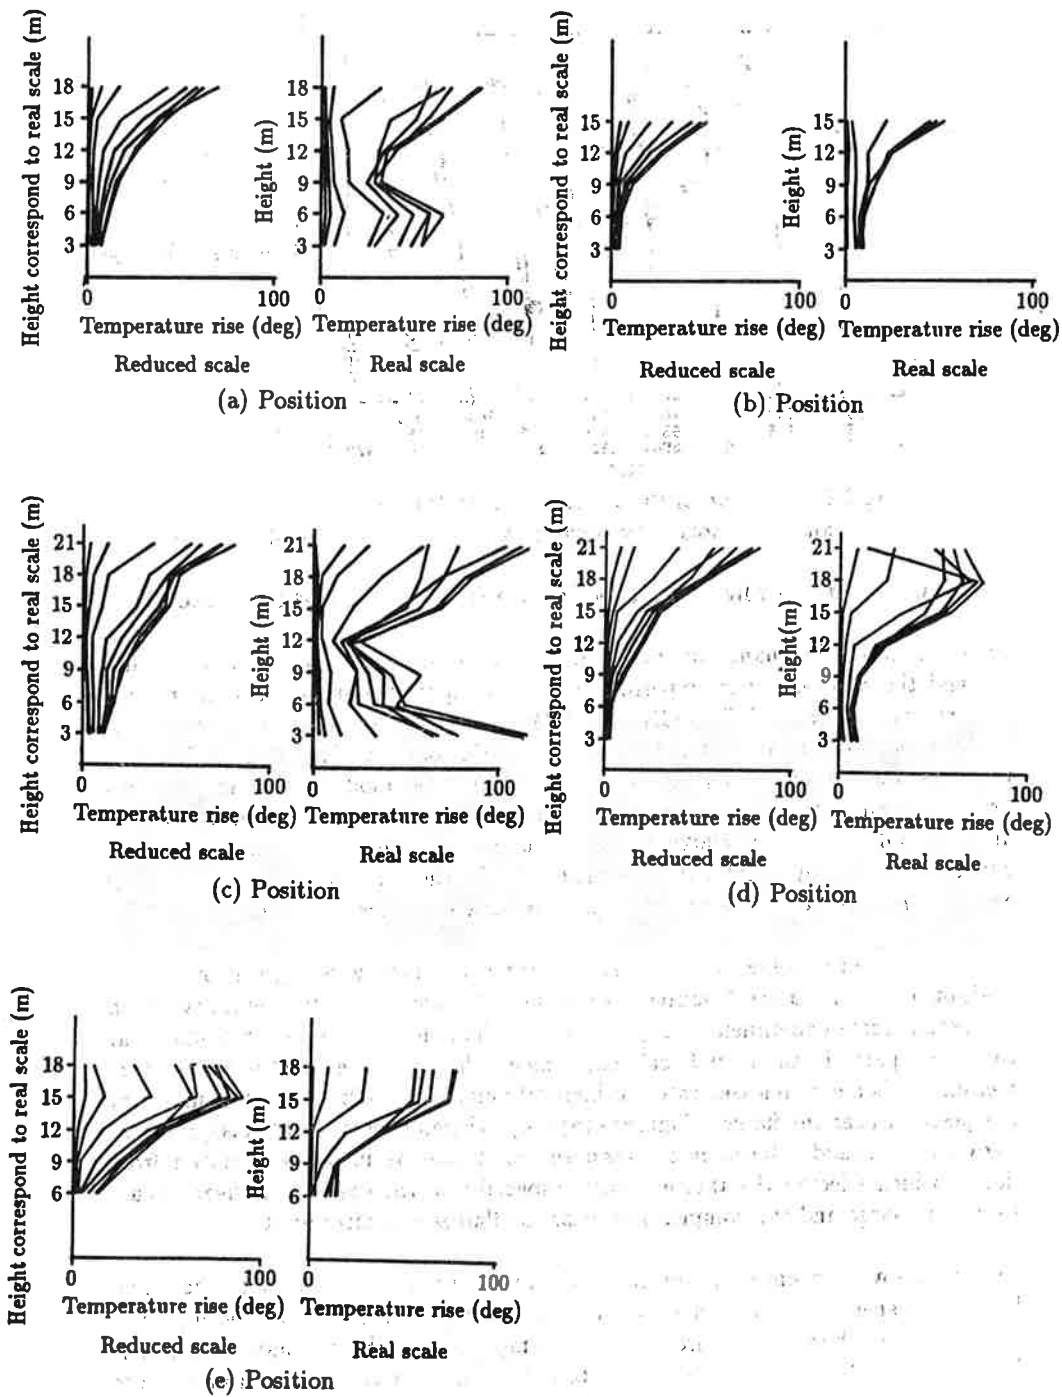 Height correspond to real scale (m)
18
15
12
9
6
3
0 100
Temperature rise (deg)
Reduced scale
Height (m)
18
15
12
9
6
3
0 100
Temperature rise (deg)
Real scale
(a) Position
Height correspond to real scale (m)
15
12
9
6
3
0 100
Temperature rise (deg)
Reduced scale
Height (m)
15
12
9
6
3
0 100
Temperature rise (deg)
Real scale
(b) Position
Height correspond to real scale (m)
21
18
15
12
9
6
3
0 100
Temperature rise (deg)
Reduced scale
Height (m)
21
18
15
12
9
6
3
0 100
Temperature rise (deg)
Real scale
(c) Position
Height correspond to real scale (m)
21
18
15
12
9
6
3
0 100
Temperature rise (deg)
Reduced scale
Height(m)
21
18
15
12
9
6
3
0 100
Temperature rise (deg)
Real scale
(d) Position
Height correspond to real scale (m)
18
15
12
9
6
0 100
Temperature rise (deg)
Reduced scale
Height (m)
18
15
12
9
6
0 100
Temperature rise (deg)
Real scale
(e) Position